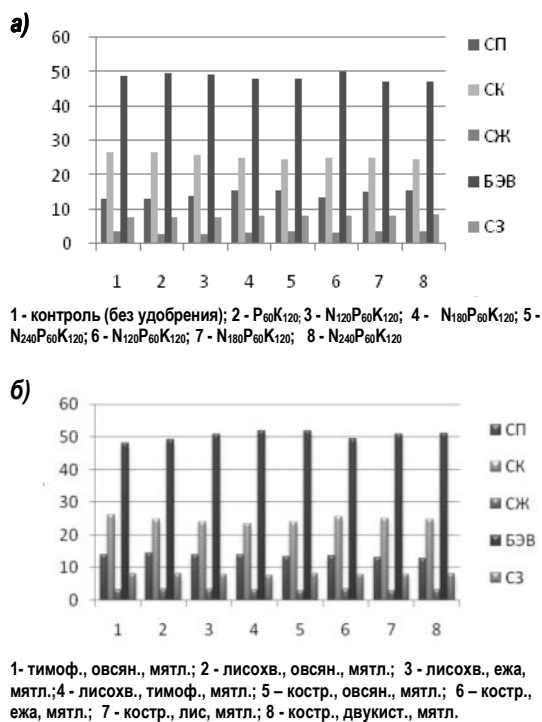 а)
60
50
40
30
20
10
0
1 2 3 4 5 6 7 8
СП
СК
СЖ
БЭВ
СЗ
1 - контроль (без удобрения); 2 - P₆₀K₁₂₀; 3 - N₁₂₀P₆₀K₁₂₀; 4 - N₁₈₀P₆₀K₁₂₀; 5 -
N₂₄₀P₆₀K₁₂₀; 6 - N₁₂₀P₆₀K₁₂₀; 7 - N₁₈₀P₆₀K₁₂₀; 8 - N₂₄₀P₆₀K₁₂₀
б)
60
50
40
30
20
10
0
1 2 3 4 5 6 7 8
СП
СК
СЖ
БЭВ
СЗ
1- тимоф., овсян., мятл.; 2 - лисохв., овсян., мятл.; 3 - лисохв., ежа,
мятл.;4 - лисохв., тимоф., мятл.; 5 – костр., овсян., мятл.; 6 – костр.,
ежа, мятл.; 7 - костр., лис, мятл.; 8 - костр., двукист., мятл.